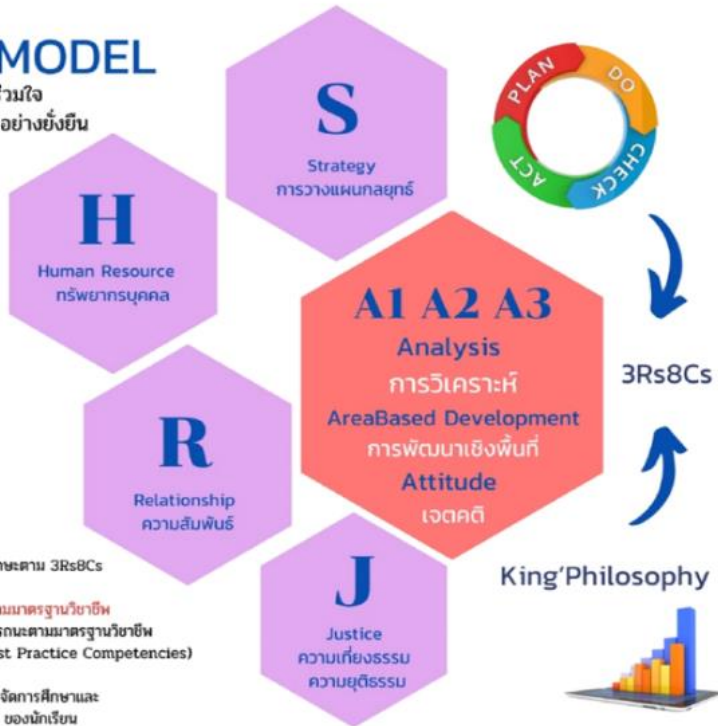 MODEL
ร่วมใจ
อย่างยั่งยืน
S
Strategy
การวางแผนกลยุทธ์
PLAN
DO
CHECK
ACT
H
Human Resource
ทรัพยากรบุคคล
A1 A2 A3
Analysis
การวิเคราะห์
AreaBased Development
การพัฒนาเชิงพื้นที่
Attitude
เจตคติ
3Rs8Cs
R
Relationship
ความสัมพันธ์
King'Philosophy
J
Justice
ความเที่ยงธรรม
ความยุติธรรม
ษะตาม 3Rs8Cs
ามมาตรฐานวิชาชีพ
รถนะตามมาตรฐานวิชาชีพ
st Practice Competencies)
จัดการศึกษาและ
ของนักเรียน